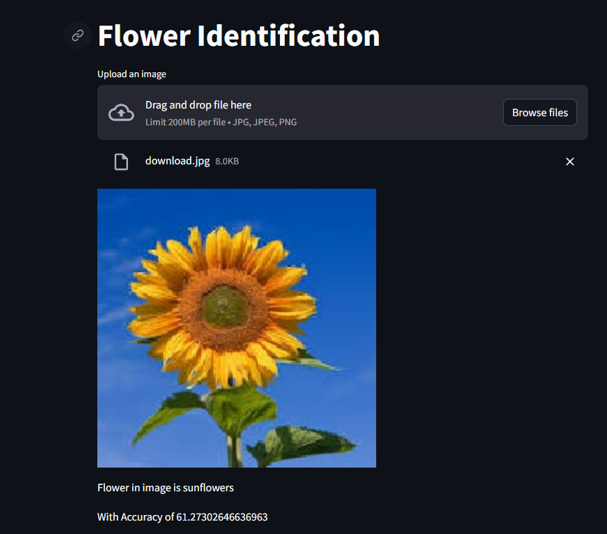 Flower Identification
Upload an image
Drag and drop file here
Limit 200MB per file • JPG, JPEG, PNG
Browse files
download.jpg 8.0KB
Flower in image is sunflowers
With Accuracy of 61.27302646636963